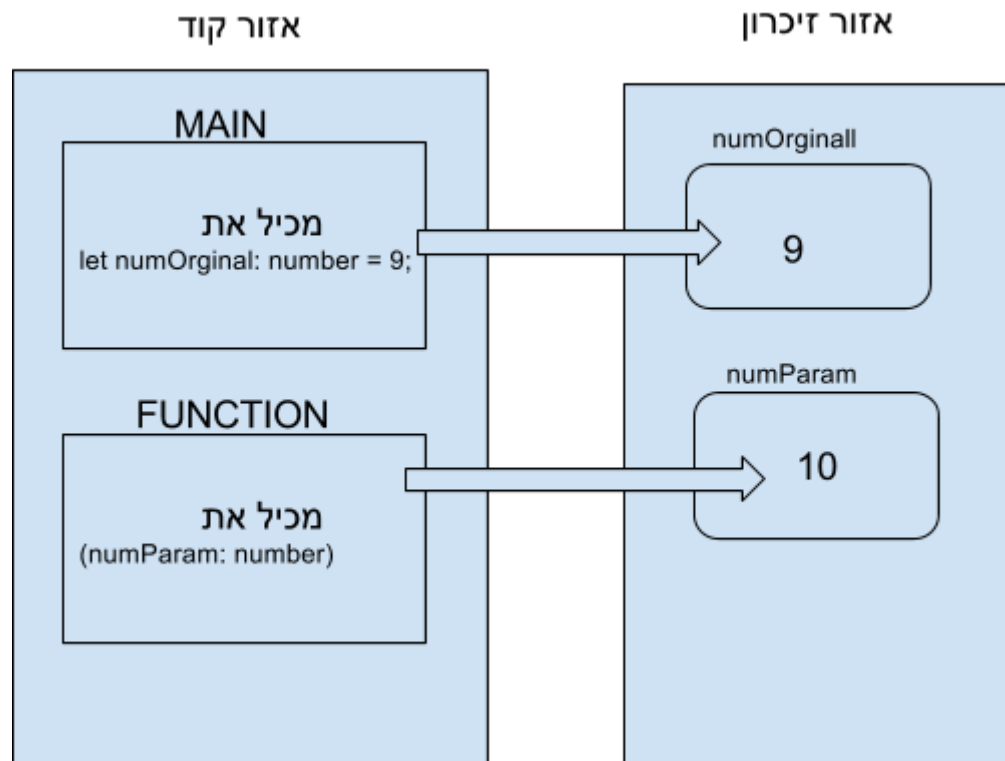 אזור קוד
אזור זיכרון
MAIN
מכיל את
let numOrginal: number = 9;
numOrginall
9
FUNCTION
מכיל את
(numParam: number)
numParam
10